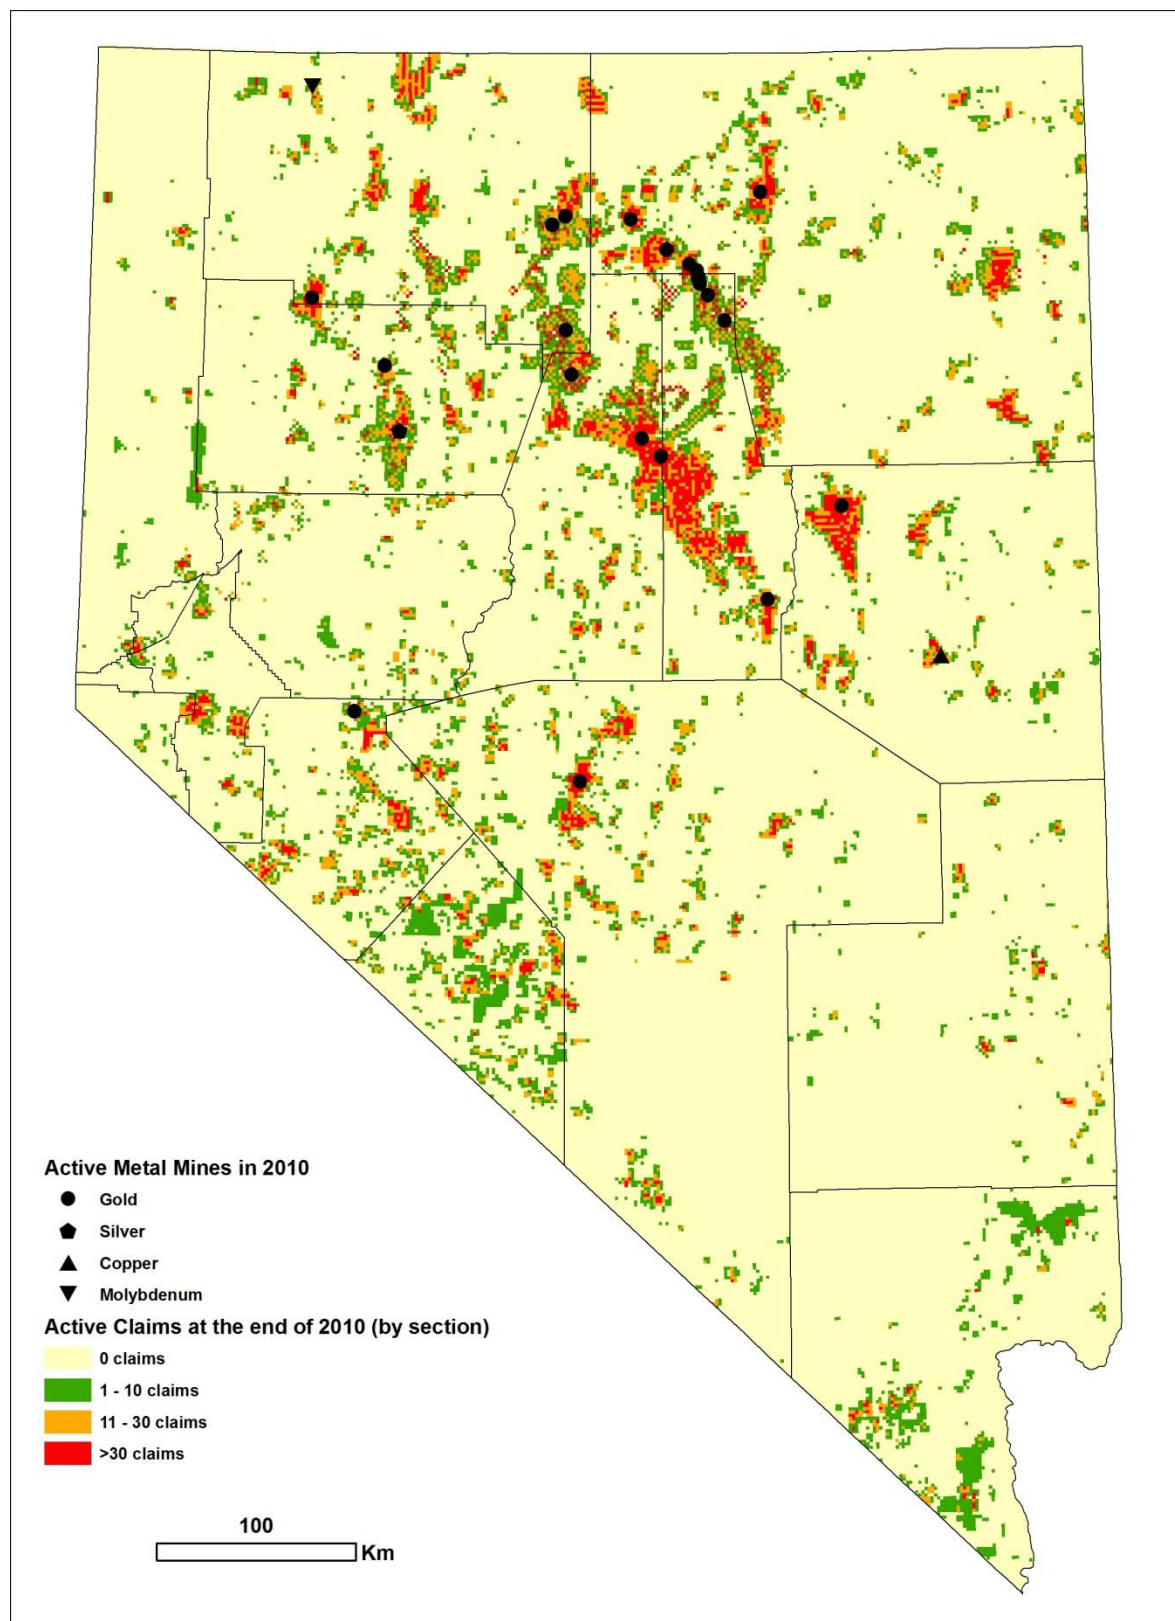 Active Metal Mines in 2010
Gold
Silver
Copper
Molybdenum
Active Claims at the end of 2010 (by section)
0 claims
1 - 10 claims
11 - 30 claims
>30 claims
100
Km